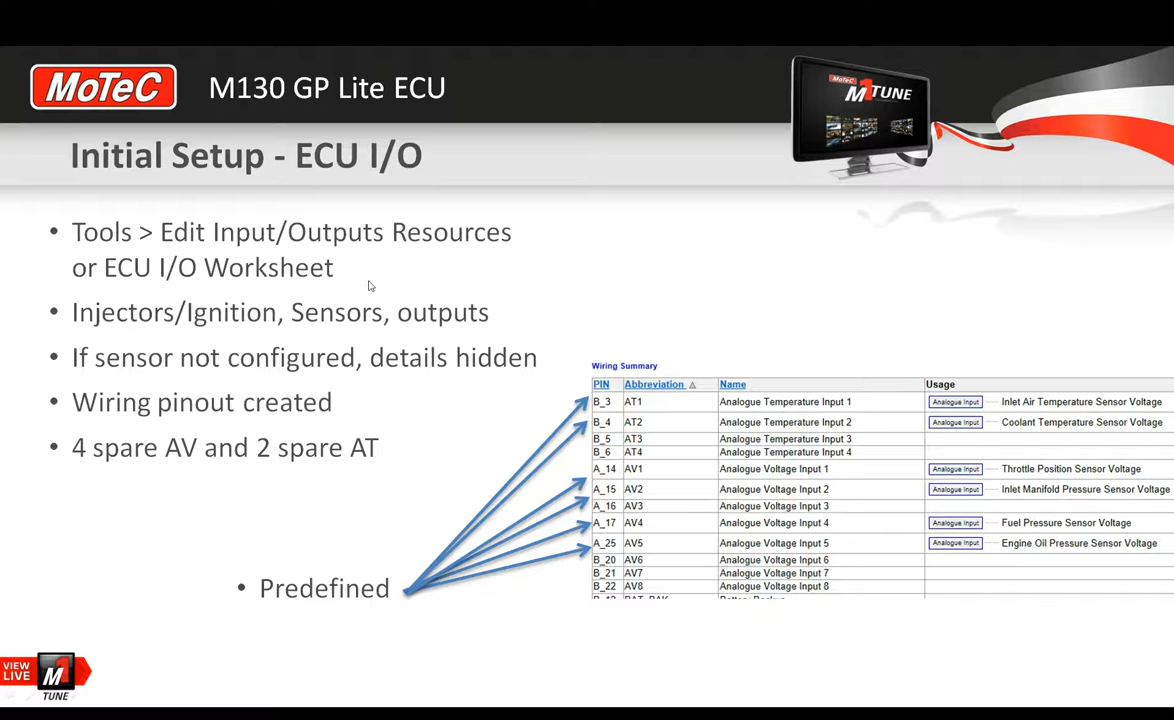 MoTeC M130 GP Lite ECU
MoTeC
M1 TUNE
Initial Setup - ECU I/O
• Tools > Edit Input/Outputs Resources
or ECU I/O Worksheet
• Injectors/Ignition, Sensors, outputs
• If sensor not configured, details hidden
• Wiring pinout created
• 4 spare AV and 2 spare AT
• Predefined
Wiring Summary
PIN Abbreviation Name Usage
B_3 AT1 Analogue Temperature Input 1 Analogue Input Inlet Air Temperature Sensor Voltage
B_4 AT2 Analogue Temperature Input 2 Analogue Input Coolant Temperature Sensor Voltage
B_5 AT3 Analogue Temperature Input 3
B_6 AT4 Analogue Temperature Input 4
A_14 AV1 Analogue Voltage Input 1 Analogue Input Throttle Position Sensor Voltage
A_15 AV2 Analogue Voltage Input 2 Analogue Input Inlet Manifold Pressure Sensor Voltage
A_16 AV3 Analogue Voltage Input 3
A_17 AV4 Analogue Voltage Input 4 Analogue Input Fuel Pressure Sensor Voltage
A_25 AV5 Analogue Voltage Input 5 Analogue Input Engine Oil Pressure Sensor Voltage
B_20 AV6 Analogue Voltage Input 6
B_21 AV7 Analogue Voltage Input 7
B_22 AV8 Analogue Voltage Input 8
VIEW
LIVE
M1
TUNE